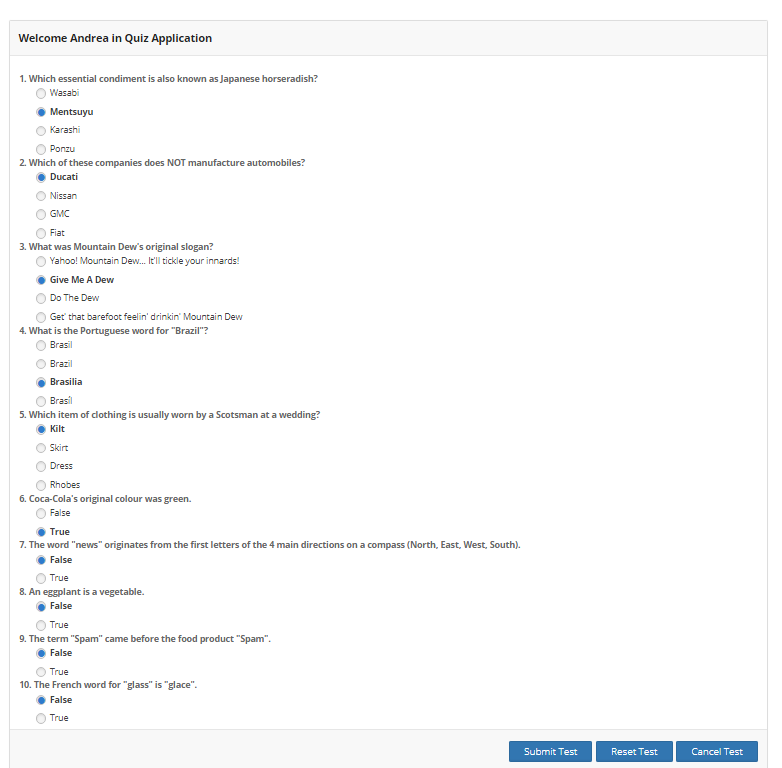 Welcome Andrea in Quiz Application
1. Which essential condiment is also known as Japanese horseradish?
Wasabi
Mentsuyu
Karashi
Ponzu
2. Which of these companies does NOT manufacture automobiles?
Ducati
Nissan
GMC
Fiat
3. What was Mountain Dew's original slogan?
Yahoo! Mountain Dew... It'll tickle your innards!
Give Me A Dew
Do The Dew
Get' that barefoot feelin' drinkin' Mountain Dew
4. What is the Portuguese word for "Brazil"?
Brasil
Brazil
Brasilia
Brasíl
5. Which item of clothing is usually worn by a Scotsman at a wedding?
Kilt
Skirt
Dress
Rhobes
6. Coca-Cola's original colour was green.
False
True
7. The word "news" originates from the first letters of the 4 main directions on a compass (North, East, West, South).
False
True
8. An eggplant is a vegetable.
False
True
9. The term "Spam" came before the food product "Spam".
False
True
10. The French word for "glass" is "glace".
False
True
Submit Test Reset Test Cancel Test